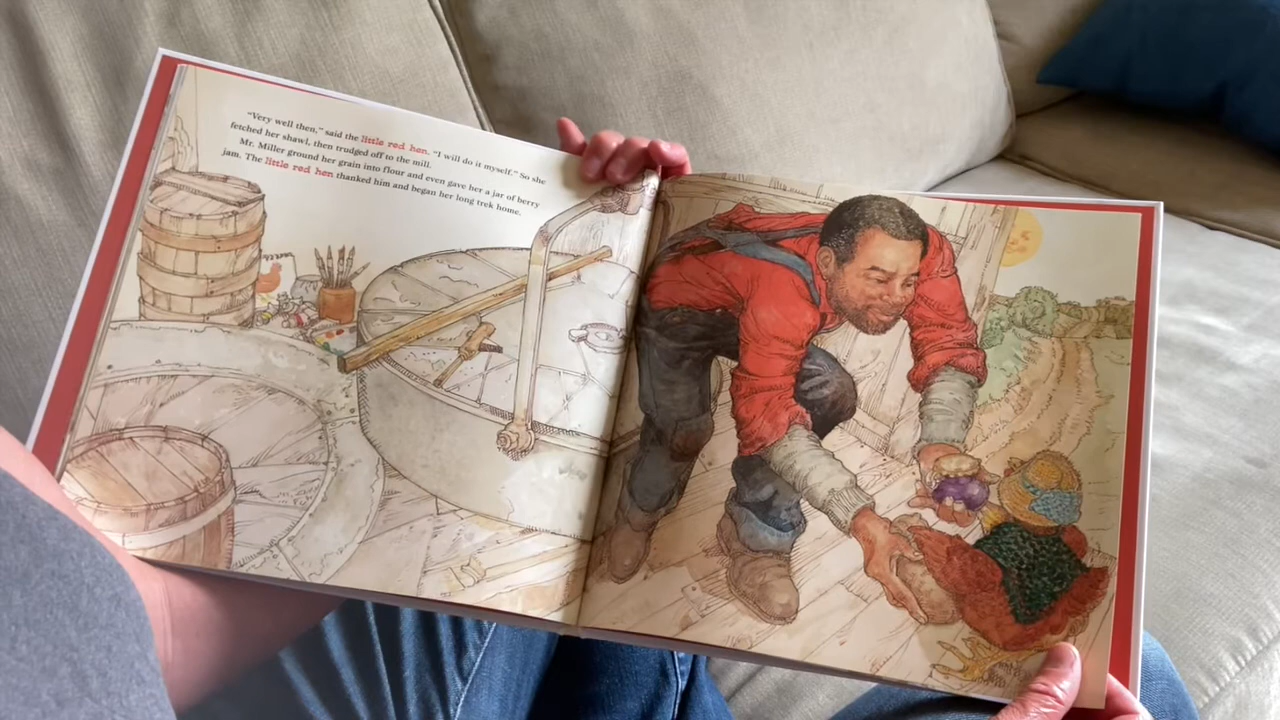 "Very well then," said the little red hen. "I will do it myself." So she
fetched her shawl, then trudged off to the mill.
Mr. Miller ground her grain into flour and even gave her a jar of berry
jam. The little red hen thanked him and began her long trek home.